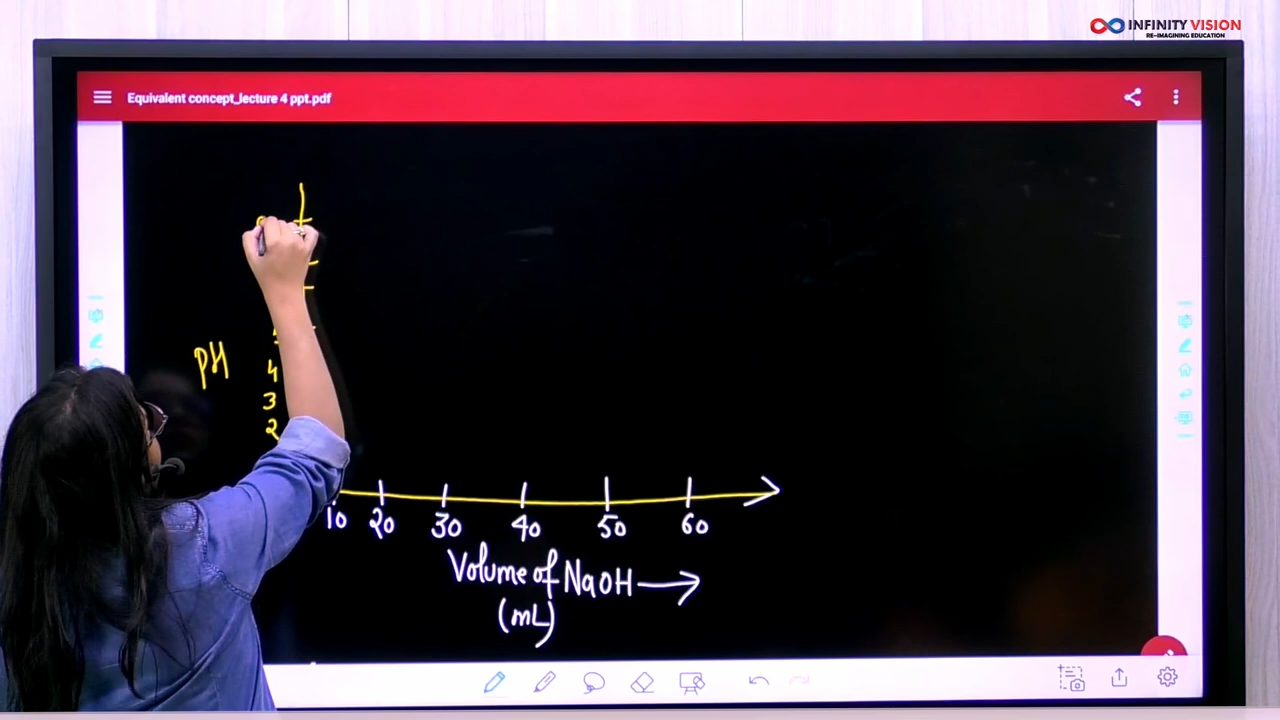 INFINITY VISION
RE-IMAGINING EDUCATION
Equivalent concept_lecture 4 ppt.pdf
PH
4
3
2
10 20 30 40 50 60
Volume of NaOH →
(mL)